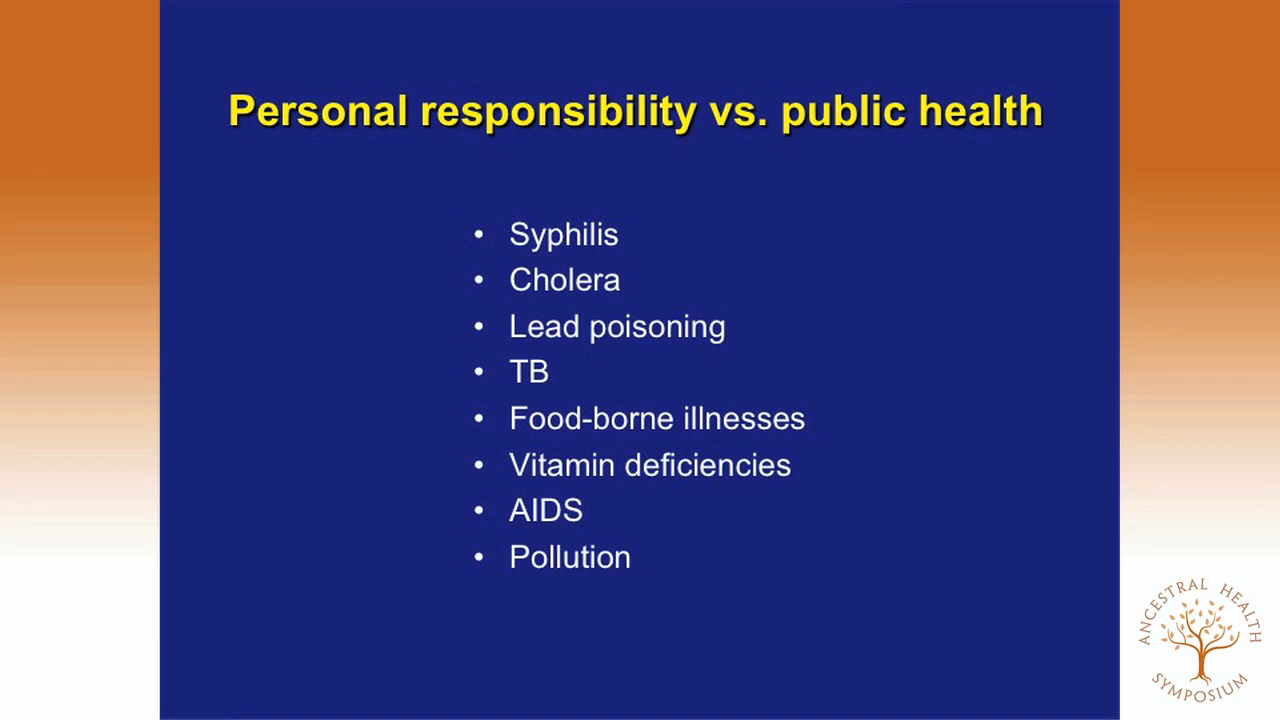 Personal responsibility vs. public health
• Syphilis
• Cholera
• Lead poisoning
• TB
• Food-borne illnesses
• Vitamin deficiencies
• AIDS
• Pollution
ANCESTRAL HEALTH
SYMPOSIUM